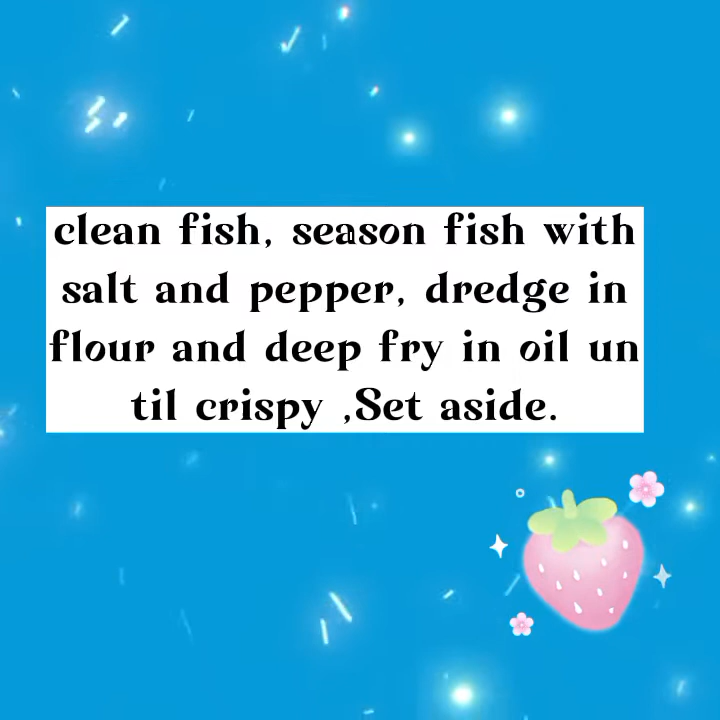 clean fish, season fish with
salt and pepper, dredge in
flour and deep fry in oil un
til crispy ,Set aside.